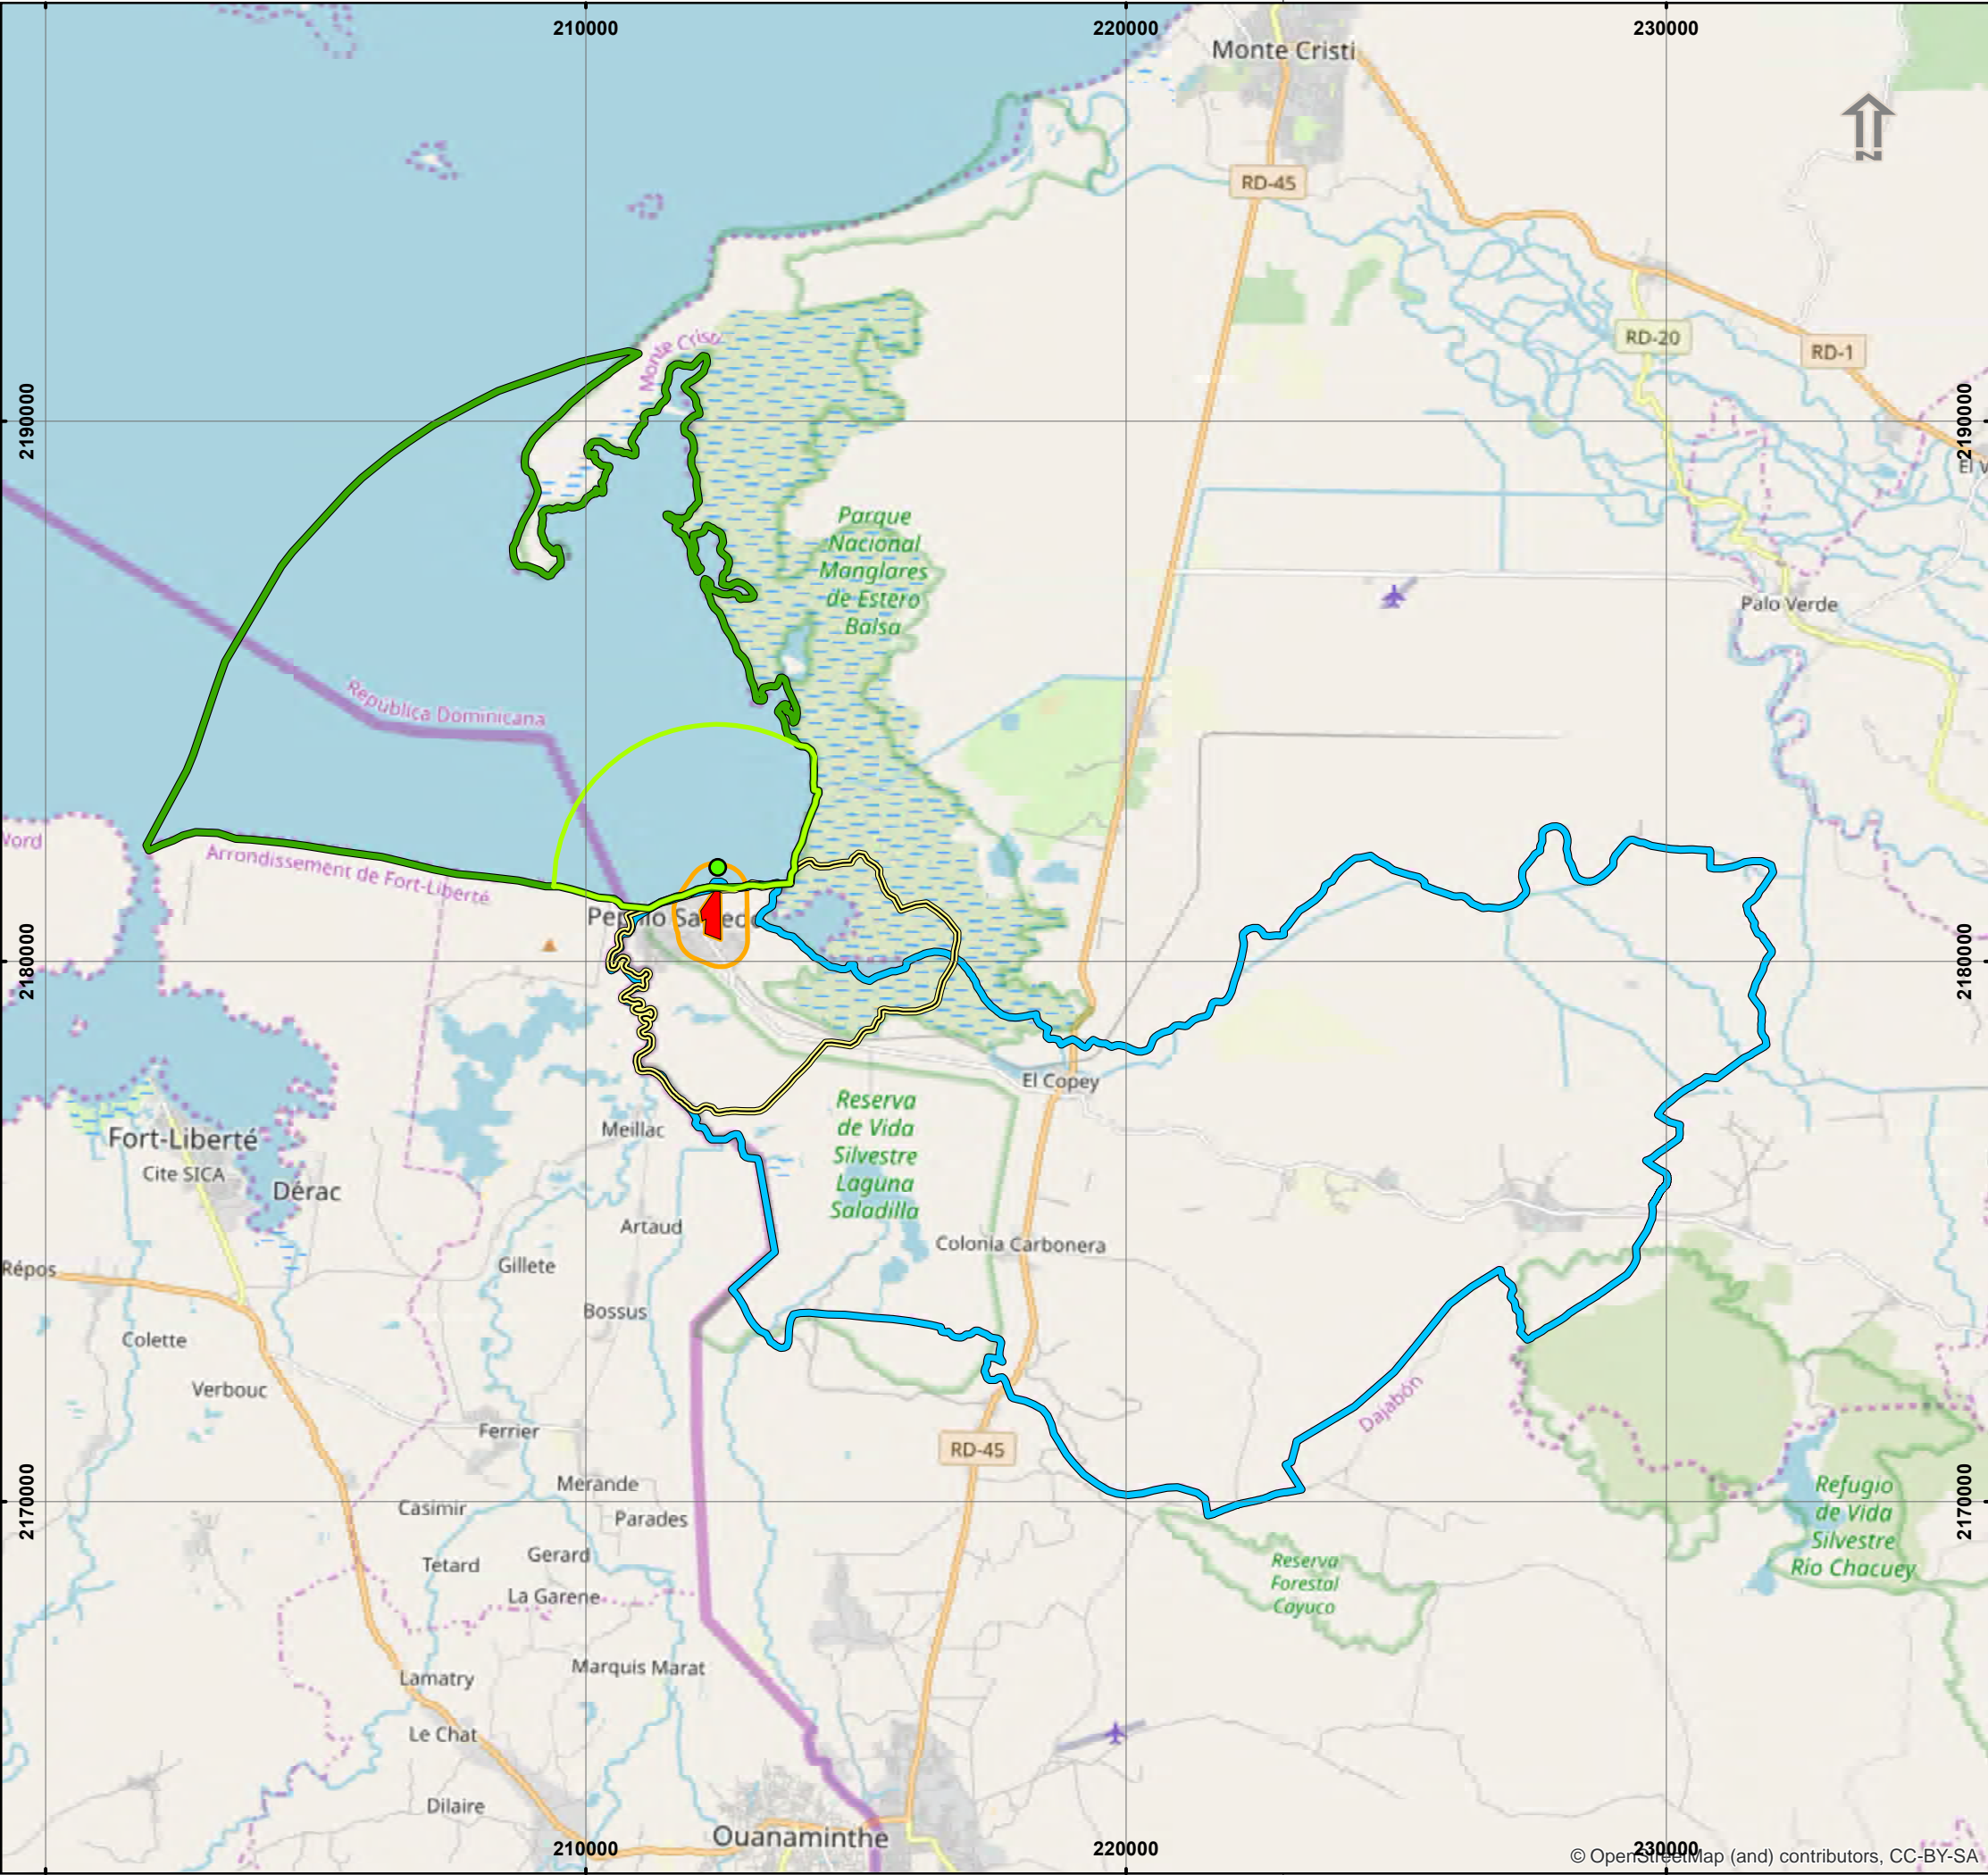 210000
220000
230000
Monte Cristi
RD-45
N
RD-20
RD-1
Monte Cristi
2190000
2190000
El V
Parque
Nacional
Manglares
de Estero
Balsa
Palo Verde
República Dominicana
Nord
Arrondissement de Fort-Liberté
Pepillo Salcedo
2180000
2180000
El Copey
Reserva
de Vida
Silvestre
Laguna
Saladilla
Meillac
Fort-Liberté
Cite SICA
Dérac
Artaud
Colonia Carbonera
Gillete
Répos
Bossus
Colette
Verbouc
Dajabón
Ferrier
RD-45
Merande
2170000
2170000
Casimir
Parades
Refugio
de Vida
Silvestre
Río Chacuey
Gerard
Tetard
La Garene
Reserva
Forestal
Cayuco
Marquis Marat
Lamatry
Le Chat
Dilaire
Ouanaminthe
210000
220000
230000
© OpenStreetMap (and) contributors, CC-BY-SA